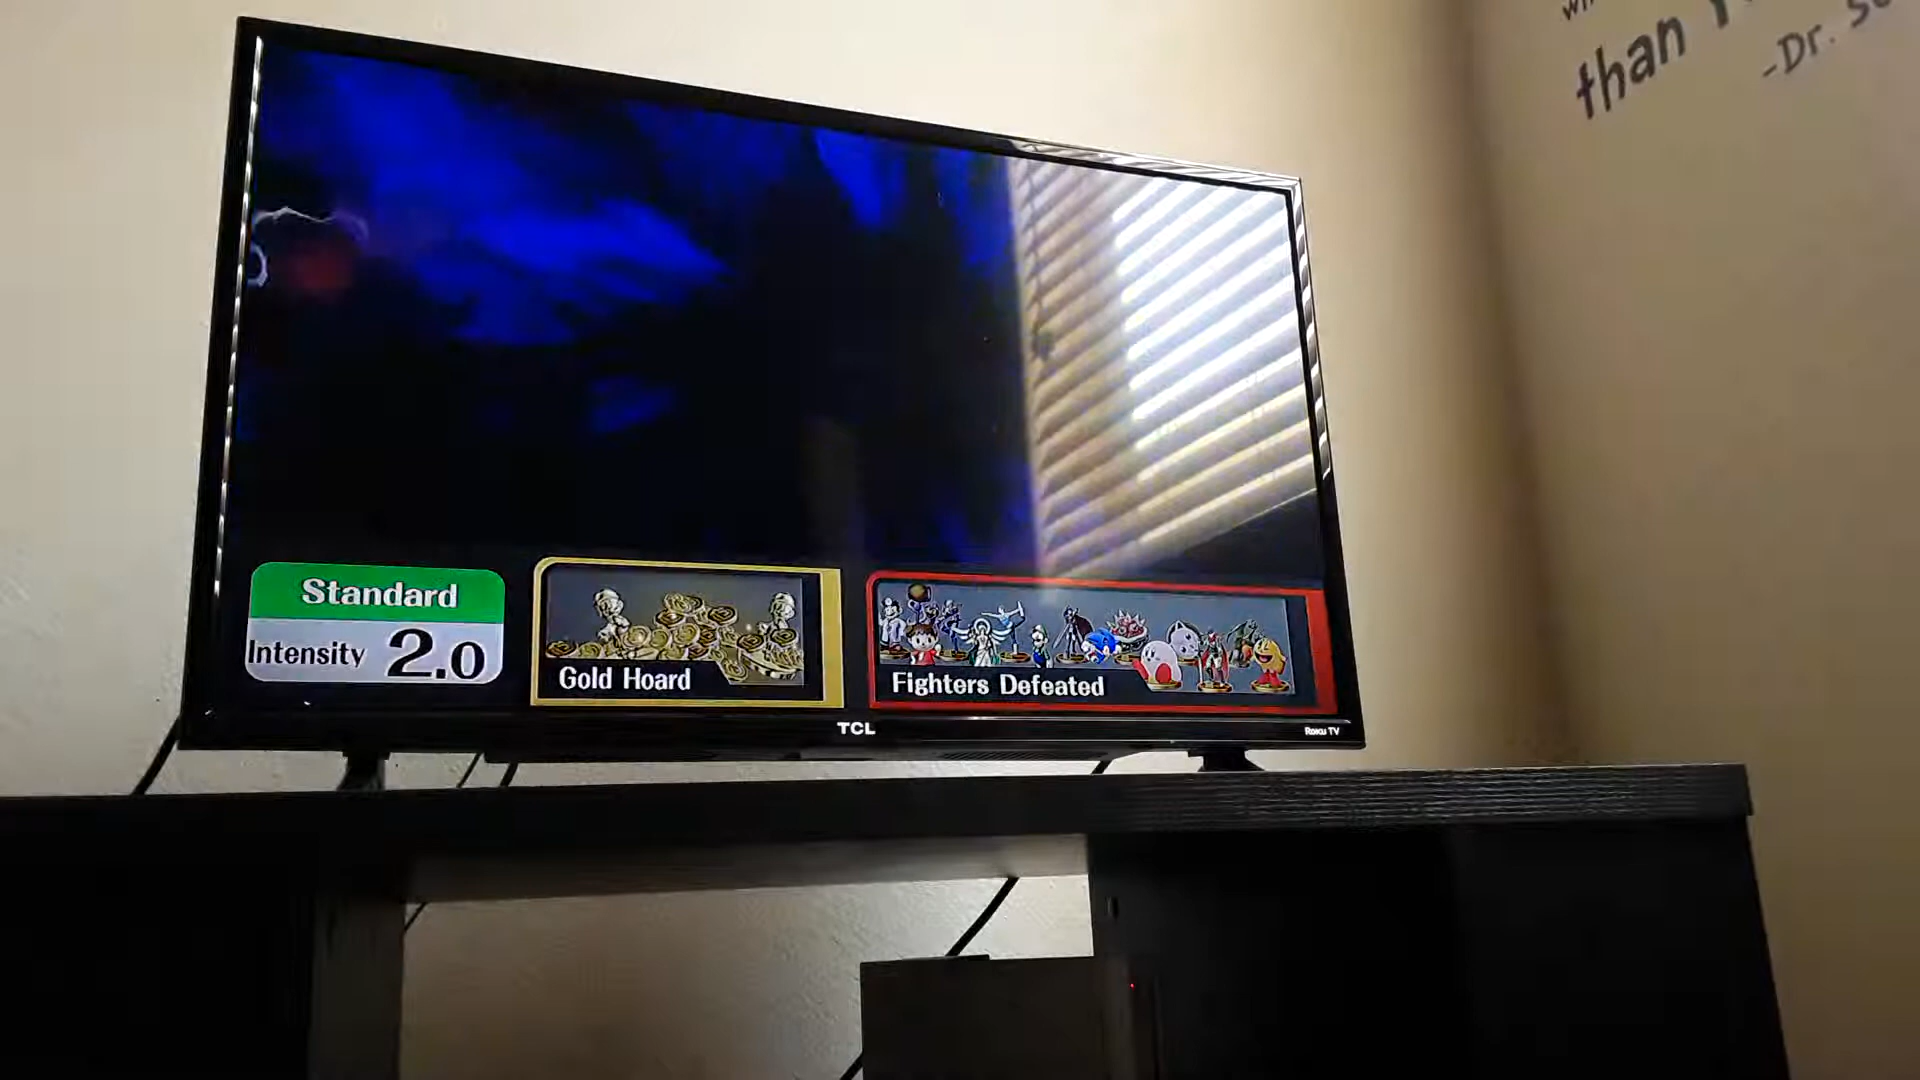 than
-Dr.
Standard
Intensity 2.0
Gold Hoard
Fighters Defeated
TCL
Roku TV